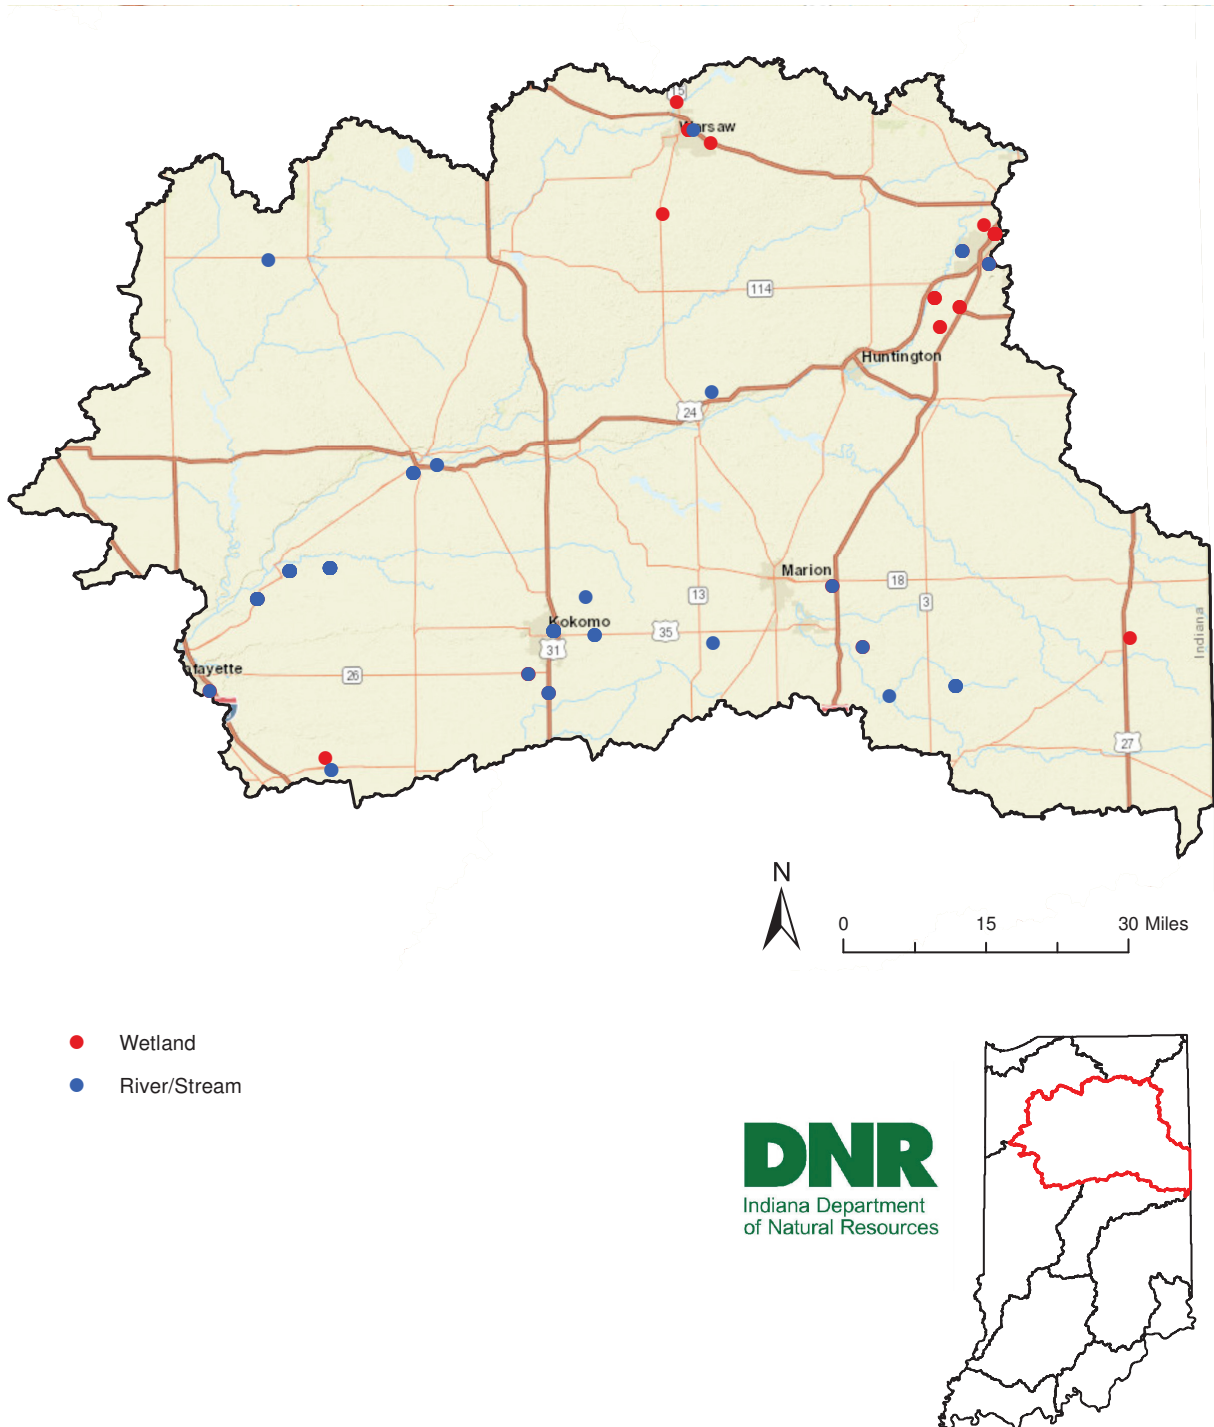 15
Warsaw
114
Huntington
24
Marion
18
13
3
Kokomo
35
31
Indiana
afayette
26
27
N
0 15 30 Miles
Wetland
River/Stream
DNR
Indiana Department
of Natural Resources